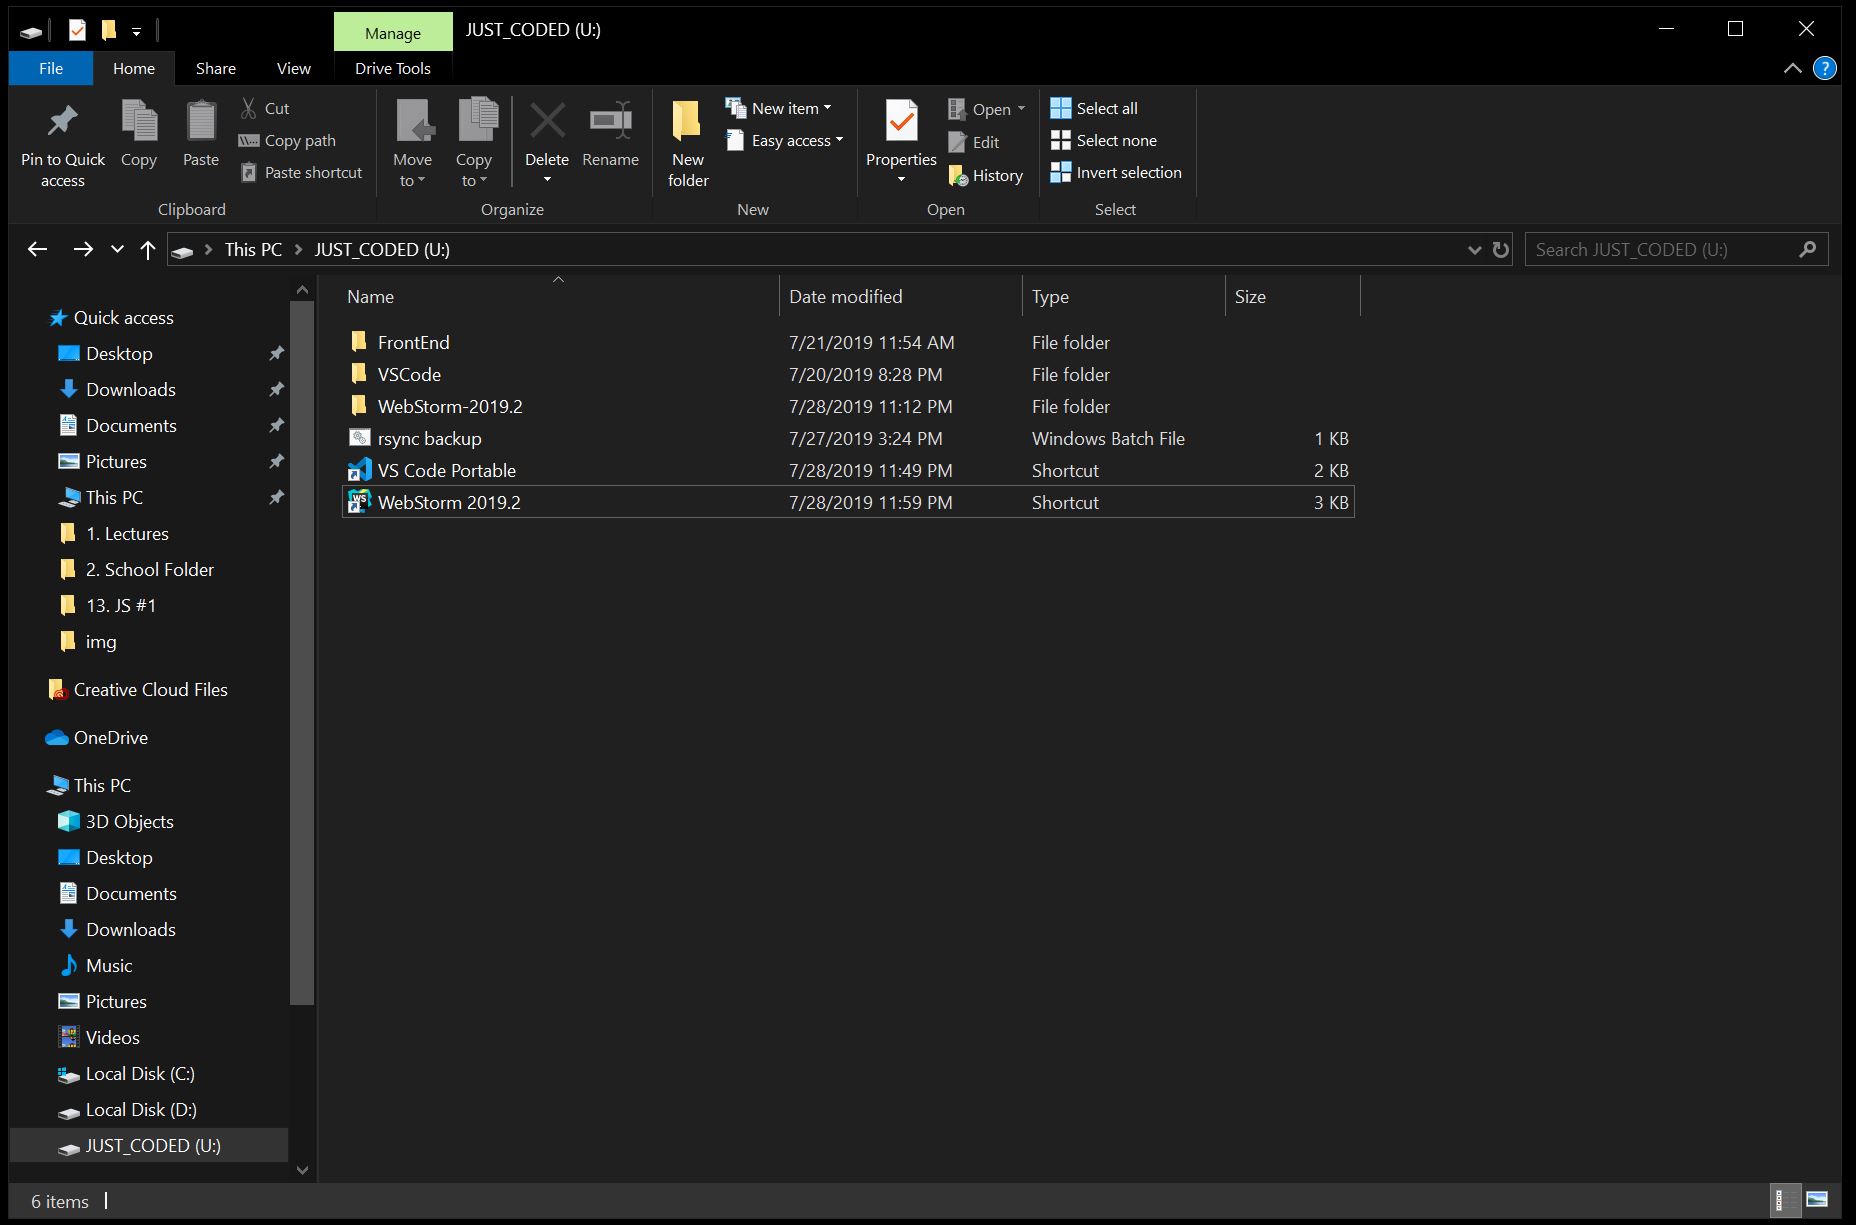 Manage
JUST_CODED (U:)
File
Home
Share
View
Drive Tools
Pin to Quick access
Copy
Paste
Cut
Copy path
Paste shortcut
Clipboard
Move to
Copy to
Delete
Rename
Organize
New folder
New item
Easy access
New
Properties
Open
Edit
History
Open
Select all
Select none
Invert selection
Select
This PC
JUST_CODED (U:)
Search JUST_CODED (U:)
Quick access
Desktop
Downloads
Documents
Pictures
This PC
1. Lectures
2. School Folder
13. JS #1
img
Creative Cloud Files
OneDrive
This PC
3D Objects
Desktop
Documents
Downloads
Music
Pictures
Videos
Local Disk (C:)
Local Disk (D:)
JUST_CODED (U:)
Name Date modified Type Size
FrontEnd 7/21/2019 11:54 AM File folder
VSCode 7/20/2019 8:28 PM File folder
WebStorm-2019.2 7/28/2019 11:12 PM File folder
rsync backup 7/27/2019 3:24 PM Windows Batch File 1 KB
VS Code Portable 7/28/2019 11:49 PM Shortcut 2 KB
WS WebStorm 2019.2 7/28/2019 11:59 PM Shortcut 3 KB
6 items